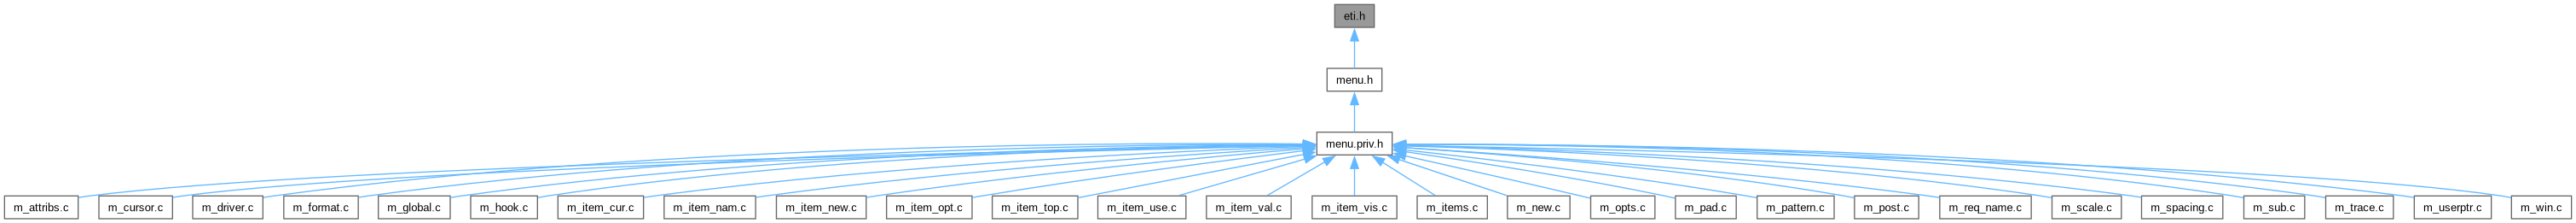 eti.h
menu.h
menu.priv.h
m_attribs.c
m_cursor.c
m_driver.c
m_format.c
m_global.c
m_hook.c
m_item_cur.c
m_item_nam.c
m_item_new.c
m_item_opt.c
m_item_top.c
m_item_use.c
m_item_val.c
m_item_vis.c
m_items.c
m_new.c
m_opts.c
m_pad.c
m_pattern.c
m_post.c
m_req_name.c
m_scale.c
m_spacing.c
m_sub.c
m_trace.c
m_userptr.c
m_win.c